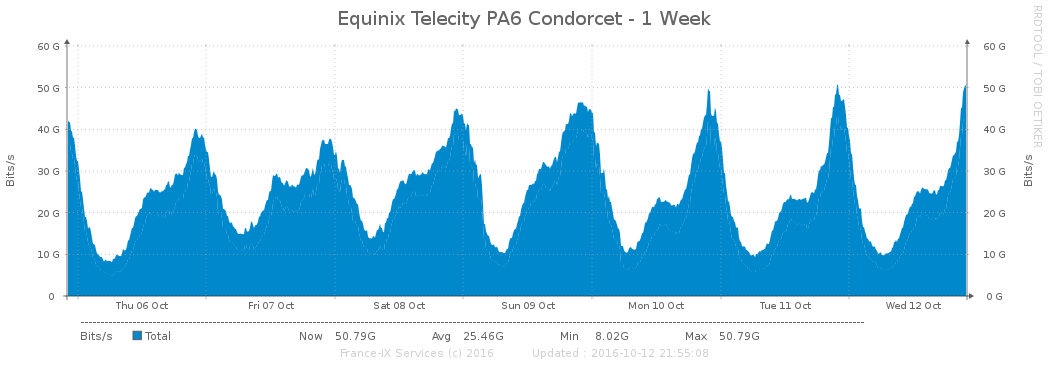 Equinix Telecity PA6 Condorcet - 1 Week
RRDTOOL / TOBI OETIKER
Bits/s
60 G
50 G
40 G
30 G
20 G
10 G
0
60 G
50 G
40 G
30 G
20 G
10 G
0 G
Bits/s
Thu 06 Oct Fri 07 Oct Sat 08 Oct Sun 09 Oct Mon 10 Oct Tue 11 Oct Wed 12 Oct
Bits/s Total Now 50.79G Avg 25.46G Min 8.02G Max 50.79G
France-IX Services (c) 2016 Updated : 2016-10-12 21:55:08